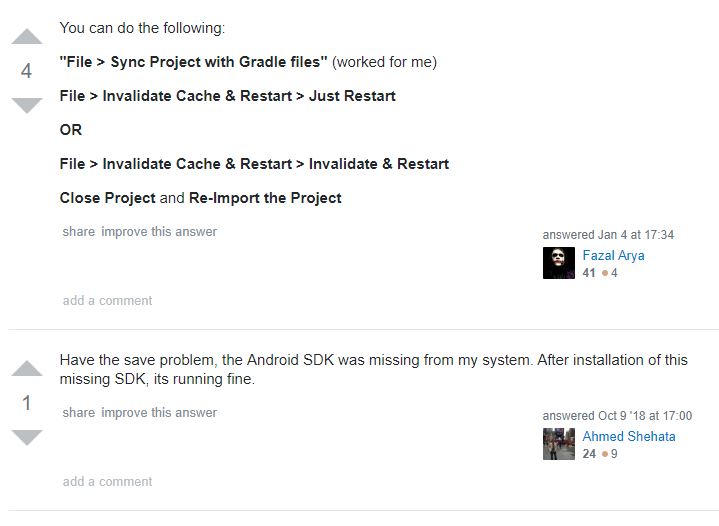 You can do the following:
4
"File > Sync Project with Gradle files" (worked for me)
File > Invalidate Cache & Restart > Just Restart
OR
File > Invalidate Cache & Restart > Invalidate & Restart
Close Project and Re-Import the Project
share improve this answer
answered Jan 4 at 17:34
Fazal Arya
41 ● 4
add a comment
Have the save problem, the Android SDK was missing from my system. After installation of this
missing SDK, its running fine.
1
share improve this answer
answered Oct 9 '18 at 17:00
Ahmed Shehata
24 ● 9
add a comment